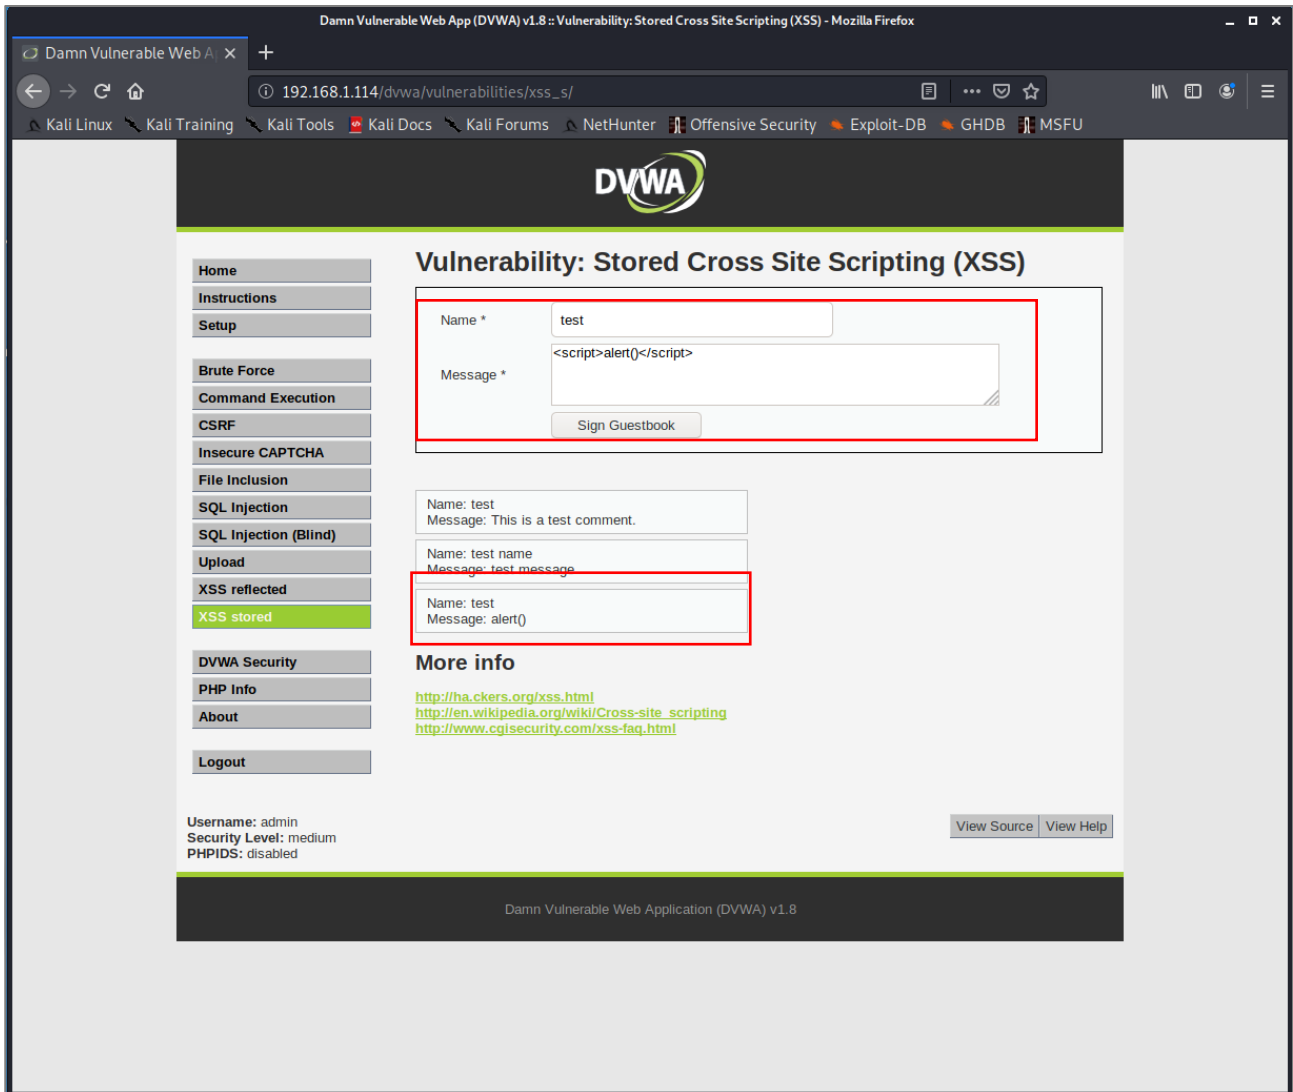 Damn Vulnerable Web App (DVWA) v1.8 :: Vulnerability: Stored Cross Site Scripting (XSS) - Mozilla Firefox
Damn Vulnerable Web A
192.168.1.114/dvwa/vulnerabilities/xss_s/
Kali Linux Kali Training Kali Tools Kali Docs Kali Forums NetHunter Offensive Security Exploit-DB GHDB MSFU
DVWA
Vulnerability: Stored Cross Site Scripting (XSS)
Home
Instructions
Setup
Brute Force
Command Execution
CSRF
Insecure CAPTCHA
File Inclusion
SQL Injection
SQL Injection (Blind)
Upload
XSS reflected
XSS stored
DVWA Security
PHP Info
About
Logout
Name * test
Message * <script>alert()</script>
Sign Guestbook
Name: test
Message: This is a test comment.
Name: test name
Message: test message
Name: test
Message: alert()
More info
http://ha.ckers.org/xss.html
http://en.wikipedia.org/wiki/Cross-site_scripting
http://www.cgisecurity.com/xss-faq.html
Username: admin
Security Level: medium
PHPIDS: disabled
View Source View Help
Damn Vulnerable Web Application (DVWA) v1.8